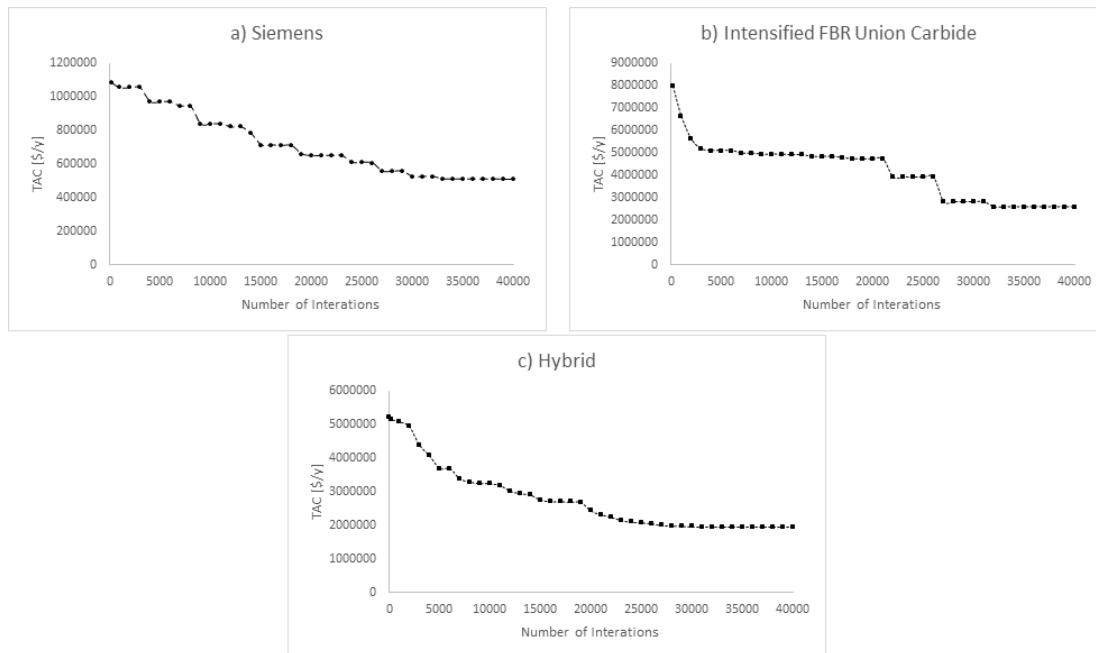 a) Siemens
TAC [$/y]
1200000
1000000
800000
600000
400000
200000
0
0 5000 10000 15000 20000 25000 30000 35000 40000
Number of Interations
b) Intensified FBR Union Carbide
TAC [$/y]
9000000
8000000
7000000
6000000
5000000
4000000
3000000
2000000
1000000
0
0 5000 10000 15000 20000 25000 30000 35000 40000
Number of Interations
c) Hybrid
TAC [$/y]
6000000
5000000
4000000
3000000
2000000
1000000
0
0 5000 10000 15000 20000 25000 30000 35000 40000
Number of Interations